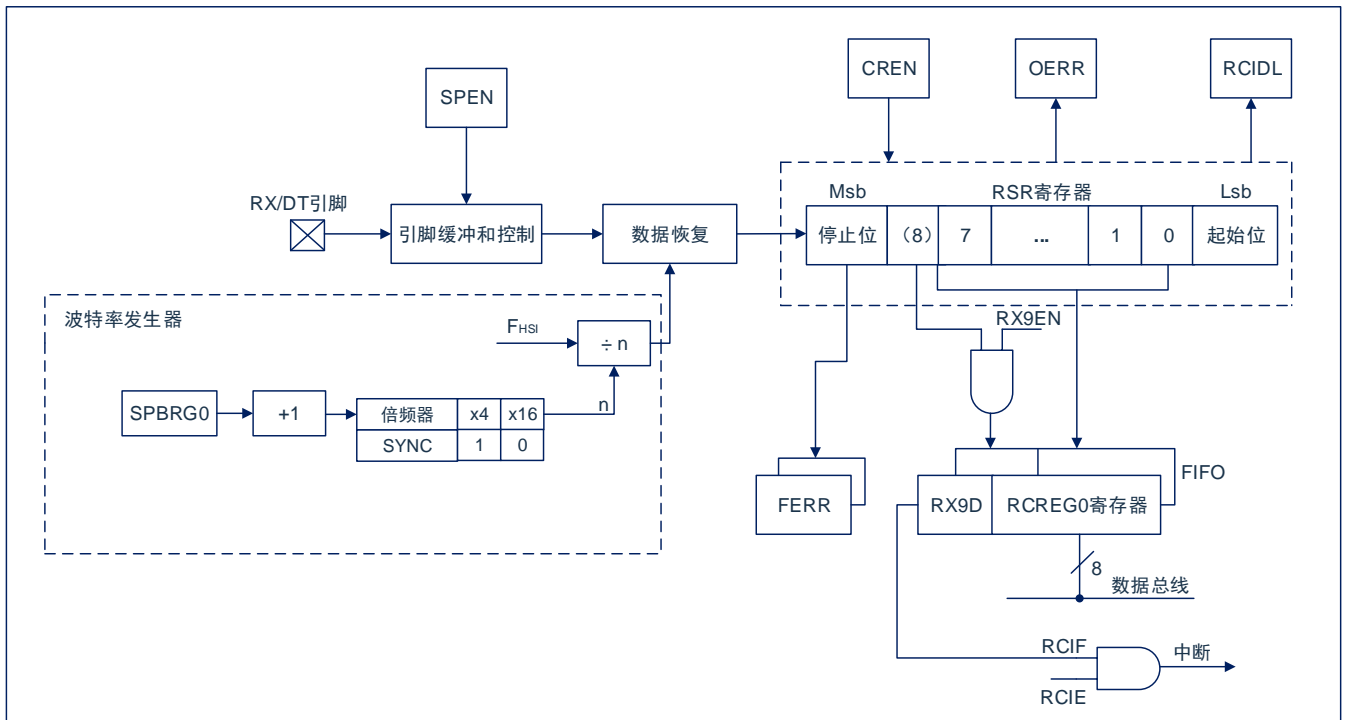 CREN
OERR
RCIDL
SPEN
Msb
RSR寄存器
Lsb
RX/DT引脚
引脚缓冲和控制
数据恢复
停止位
（8）
7
...
1
0
起始位
波特率发生器
FHSI
÷ n
RX9EN
SPBRG0
+1
倍频器
x4
x16
n
SYNC
1
0
FERR
RX9D
RCREG0寄存器
FIFO
8
数据总线
RCIF
中断
RCIE